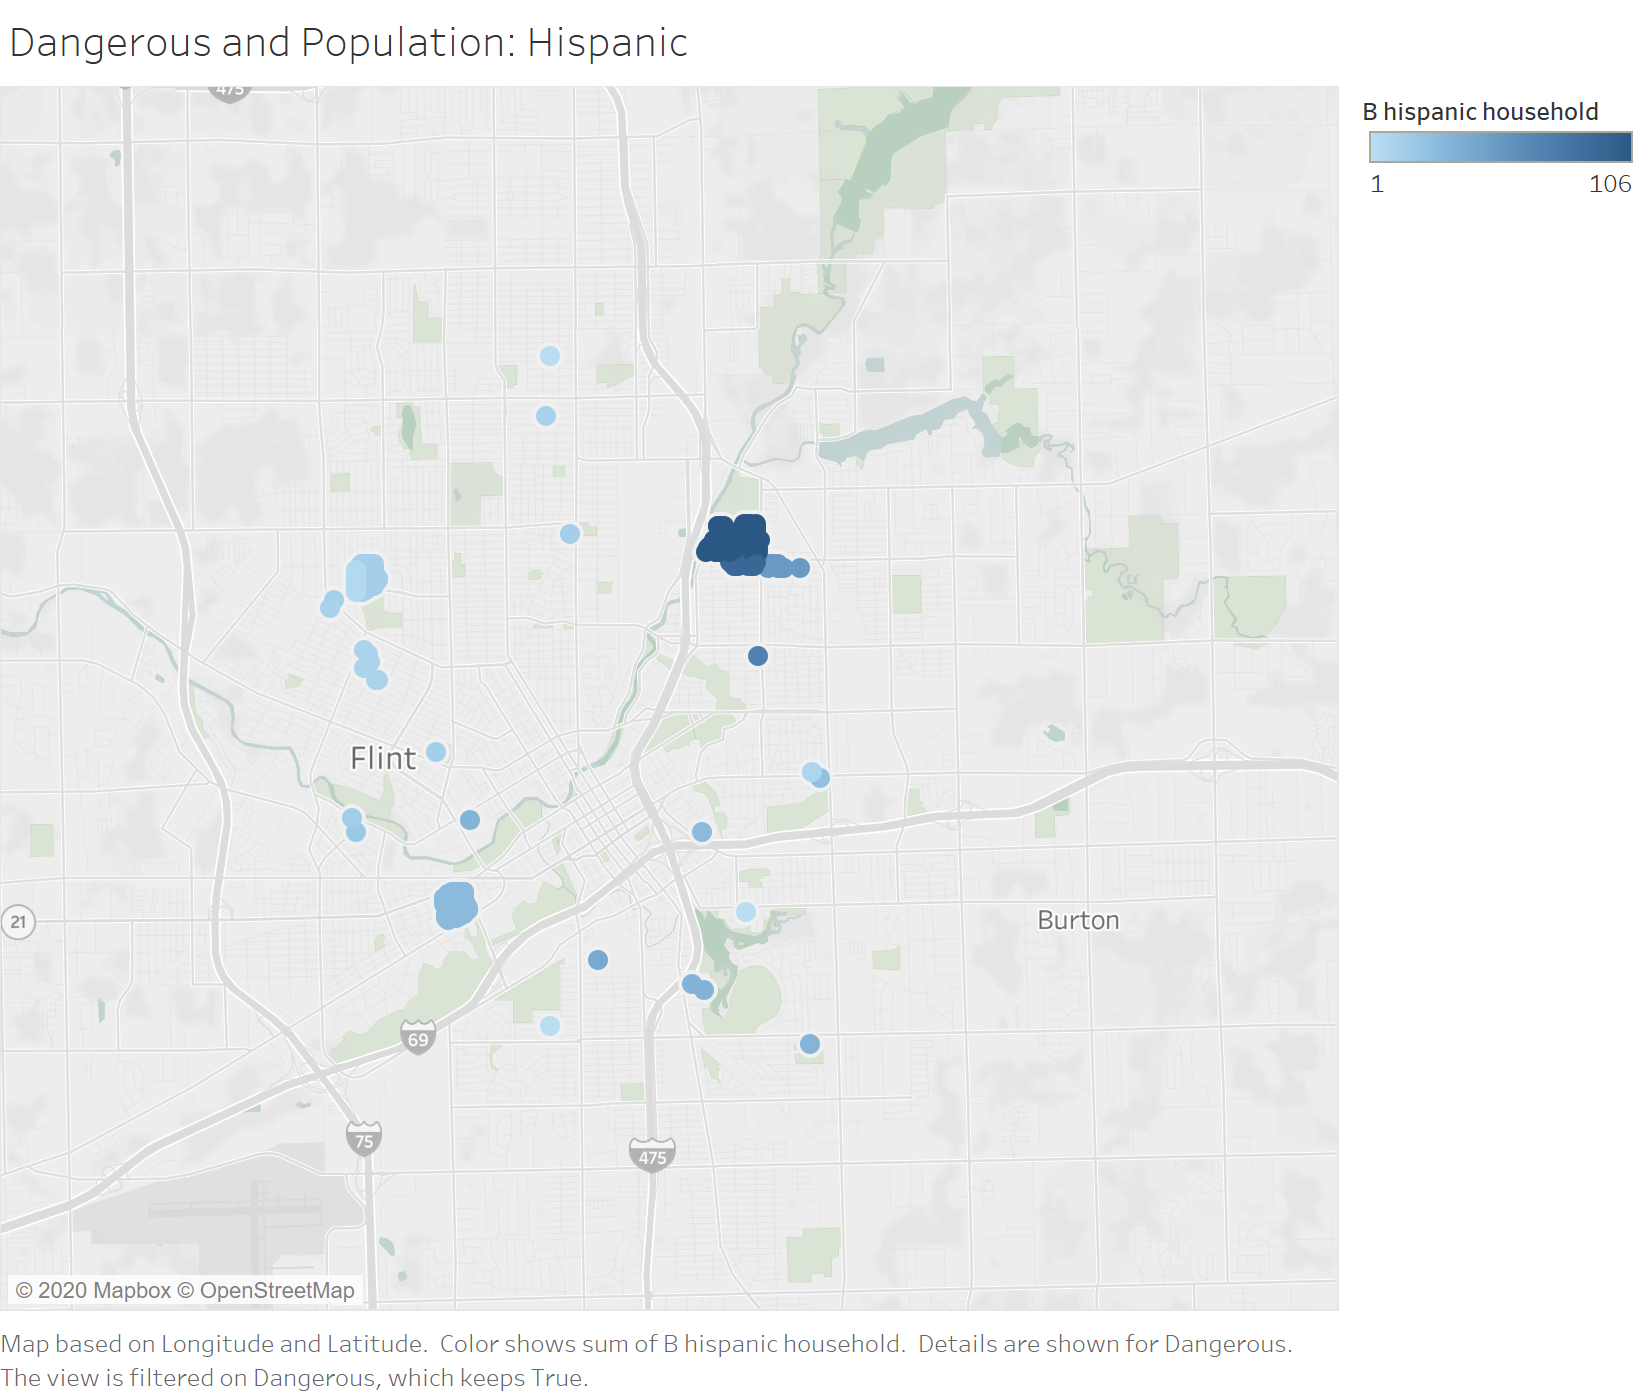 Dangerous and Population: Hispanic
475
B hispanic household
1 106
Flint
21
Burton
69
75
475
© 2020 Mapbox © OpenStreetMap
Map based on Longitude and Latitude.  Color shows sum of B hispanic household.  Details are shown for Dangerous.
The view is filtered on Dangerous, which keeps True.